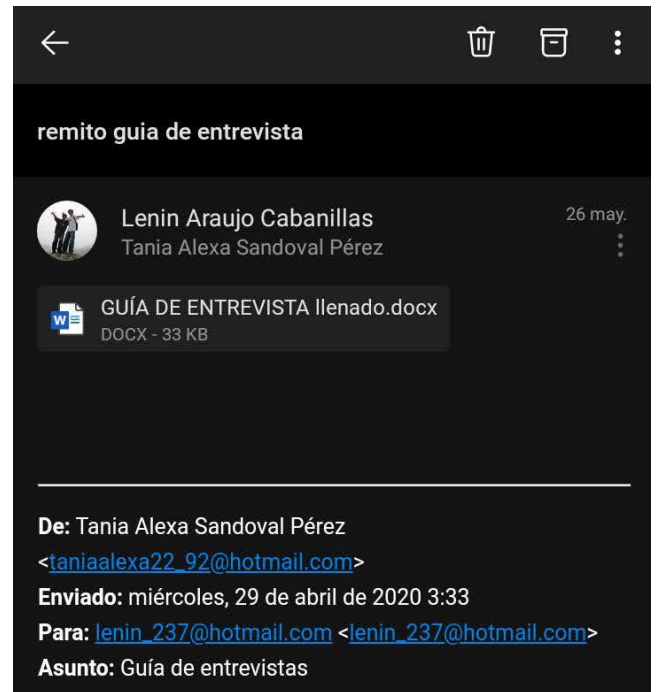 remito guia de entrevista
Lenin Araujo Cabanillas
26 may.
Tania Alexa Sandoval Pérez
GUÍA DE ENTREVISTA llenado.docx
W
DOCX - 33 KB
De: Tania Alexa Sandoval Pérez
<taniaalexa22_92@hotmail.com>
Enviado: miércoles, 29 de abril de 2020 3:33
Para: lenin_237@hotmail.com <lenin_237@hotmail.com>
Asunto: Guía de entrevistas